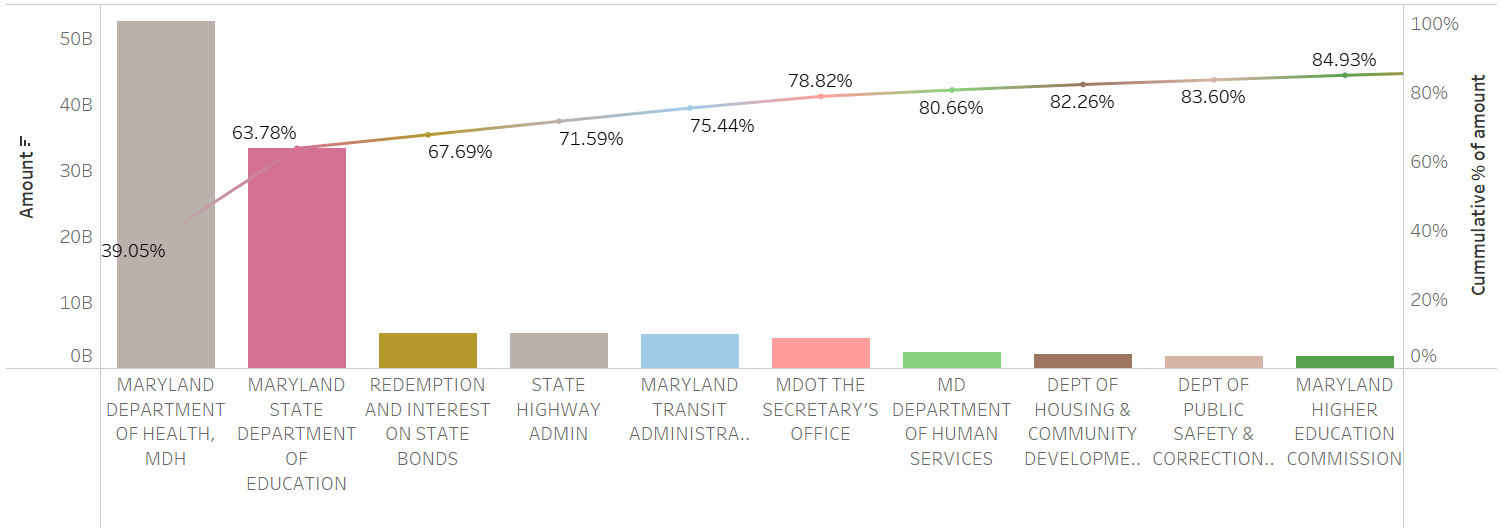 Amount
50B
40B
30B
20B
10B
0B
39.05%
63.78%
67.69%
71.59%
75.44%
78.82%
80.66%
82.26%
83.60%
84.93%
100%
80%
60%
40%
20%
0%
Cummulative % of amount
MARYLAND
DEPARTMENT
OF HEALTH,
MDH
MARYLAND
STATE
DEPARTMENT
OF
EDUCATION
REDEMPTION
AND INTEREST
ON STATE
BONDS
STATE
HIGHWAY
ADMIN
MARYLAND
TRANSIT
ADMINISTRA..
MDOT THE
SECRETARY'S
OFFICE
MD
DEPARTMENT
OF HUMAN
SERVICES
DEPT OF
HOUSING &
COMMUNITY
DEVELOPME..
DEPT OF
PUBLIC
SAFETY &
CORRECTION..
MARYLAND
HIGHER
EDUCATION
COMMISSION